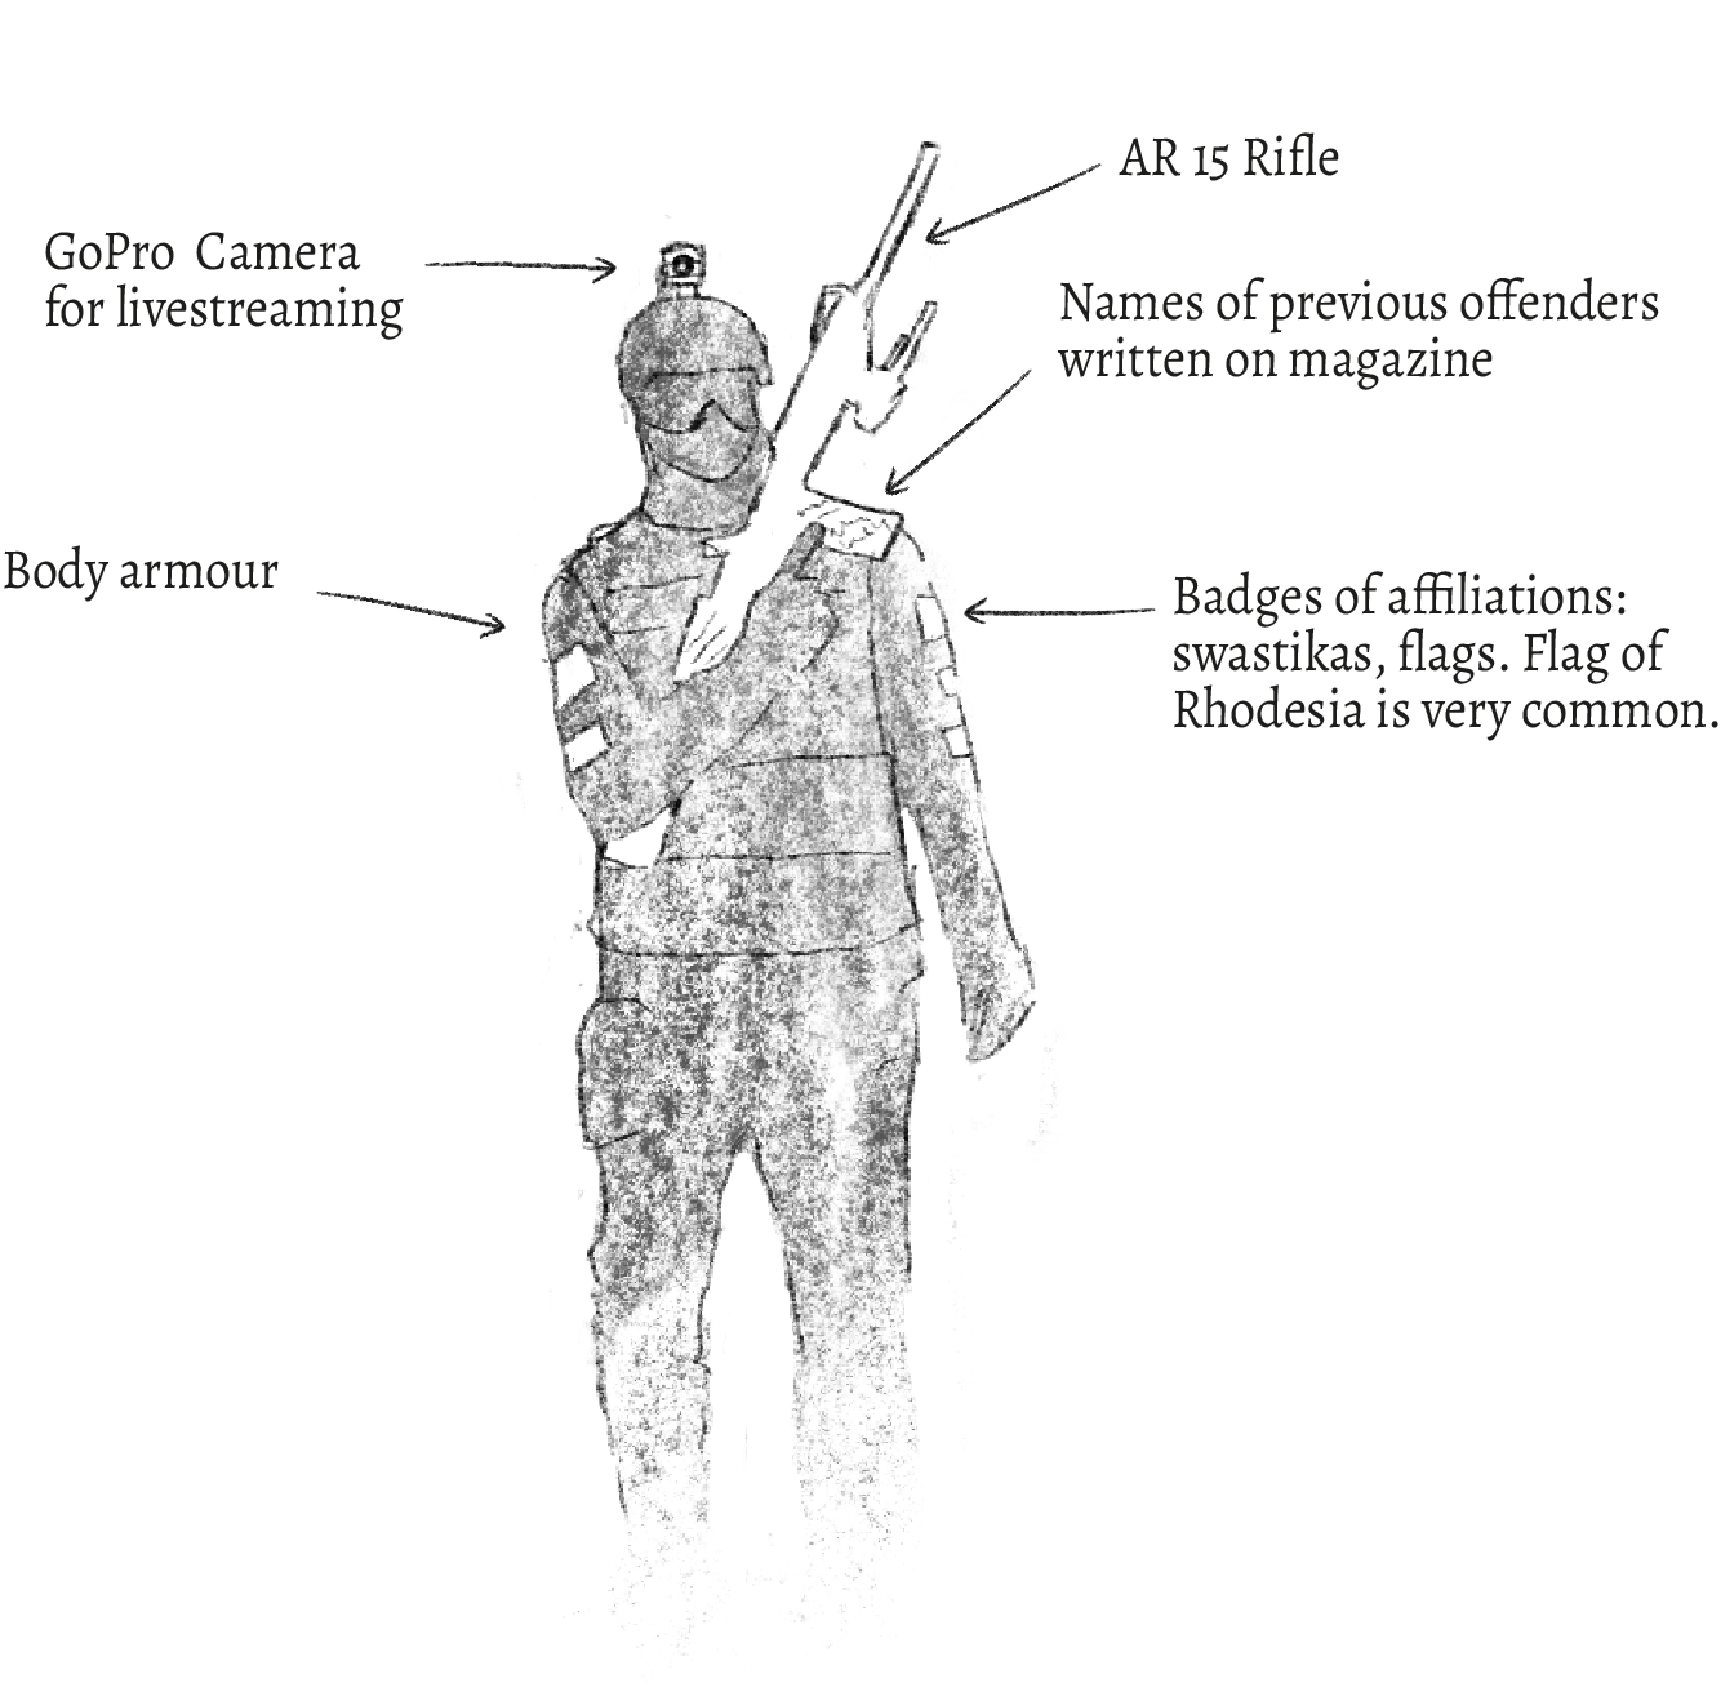 AR 15 Rifle
GoPro Camera
for livestreaming
Names of previous offenders
written on magazine
Body armour
Badges of affiliations:
swastikas, flags. Flag of
Rhodesia is very common.